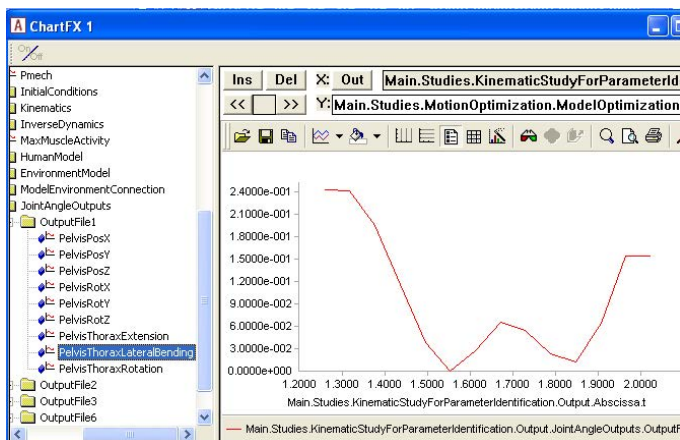 ChartFX 1
On/
Off
Pmech
InitialConditions
Kinematics
InverseDynamics
MaxMuscleActivity
HumanModel
EnvironmentModel
ModelEnvironmentConnection
JointAngleOutputs
OutputFile1
PelvisPosX
PelvisPosY
PelvisPosZ
PelvisRotX
PelvisRotY
PelvisRotZ
PelvisThoraxExtension
PelvisThoraxLateralBending
PelvisThoraxRotation
OutputFile2
OutputFile3
OutputFile6
Ins Del X: Out Main.Studies.KinematicStudyForParameterId
<< >> Y: Main.Studies.MotionOptimization.ModelOptimization
2.4000e-001
2.1000e-001
1.8000e-001
1.5000e-001
1.2000e-001
9.0000e-002
6.0000e-002
3.0000e-002
0.0000e+000
1.2000 1.3000 1.4000 1.5000 1.6000 1.7000 1.8000 1.9000 2.0000
Main.Studies.KinematicStudyForParameterIdentification.Output.Abscissa.t
Main.Studies.KinematicStudyForParameterIdentification.Output.JointAngleOutputs.OutputF